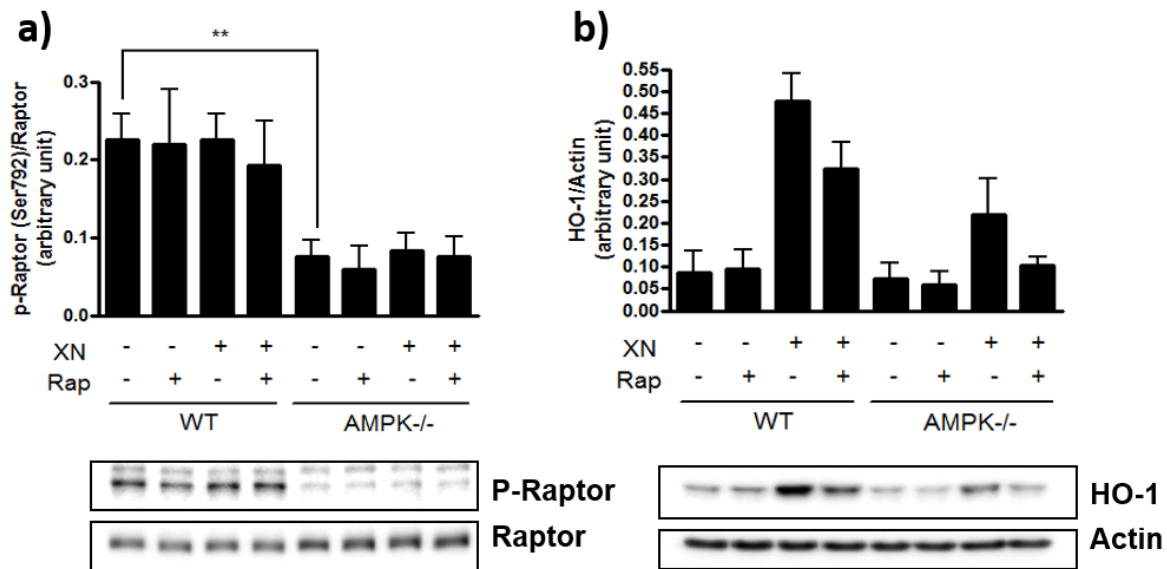 a)
**
p-Raptor (Ser792)/Raptor
(arbitrary unit)
0.3
0.2
0.1
0.0
XN - - + + - - + +
Rap - + - + - + - +
WT AMPK-/-
P-Raptor
Raptor
b)
HO-1/Actin
(arbitrary unit)
0.55
0.50
0.45
0.40
0.35
0.30
0.25
0.20
0.15
0.10
0.05
0.00
XN - - + + - - + +
Rap - + - + - + - +
WT AMPK-/-
HO-1
Actin